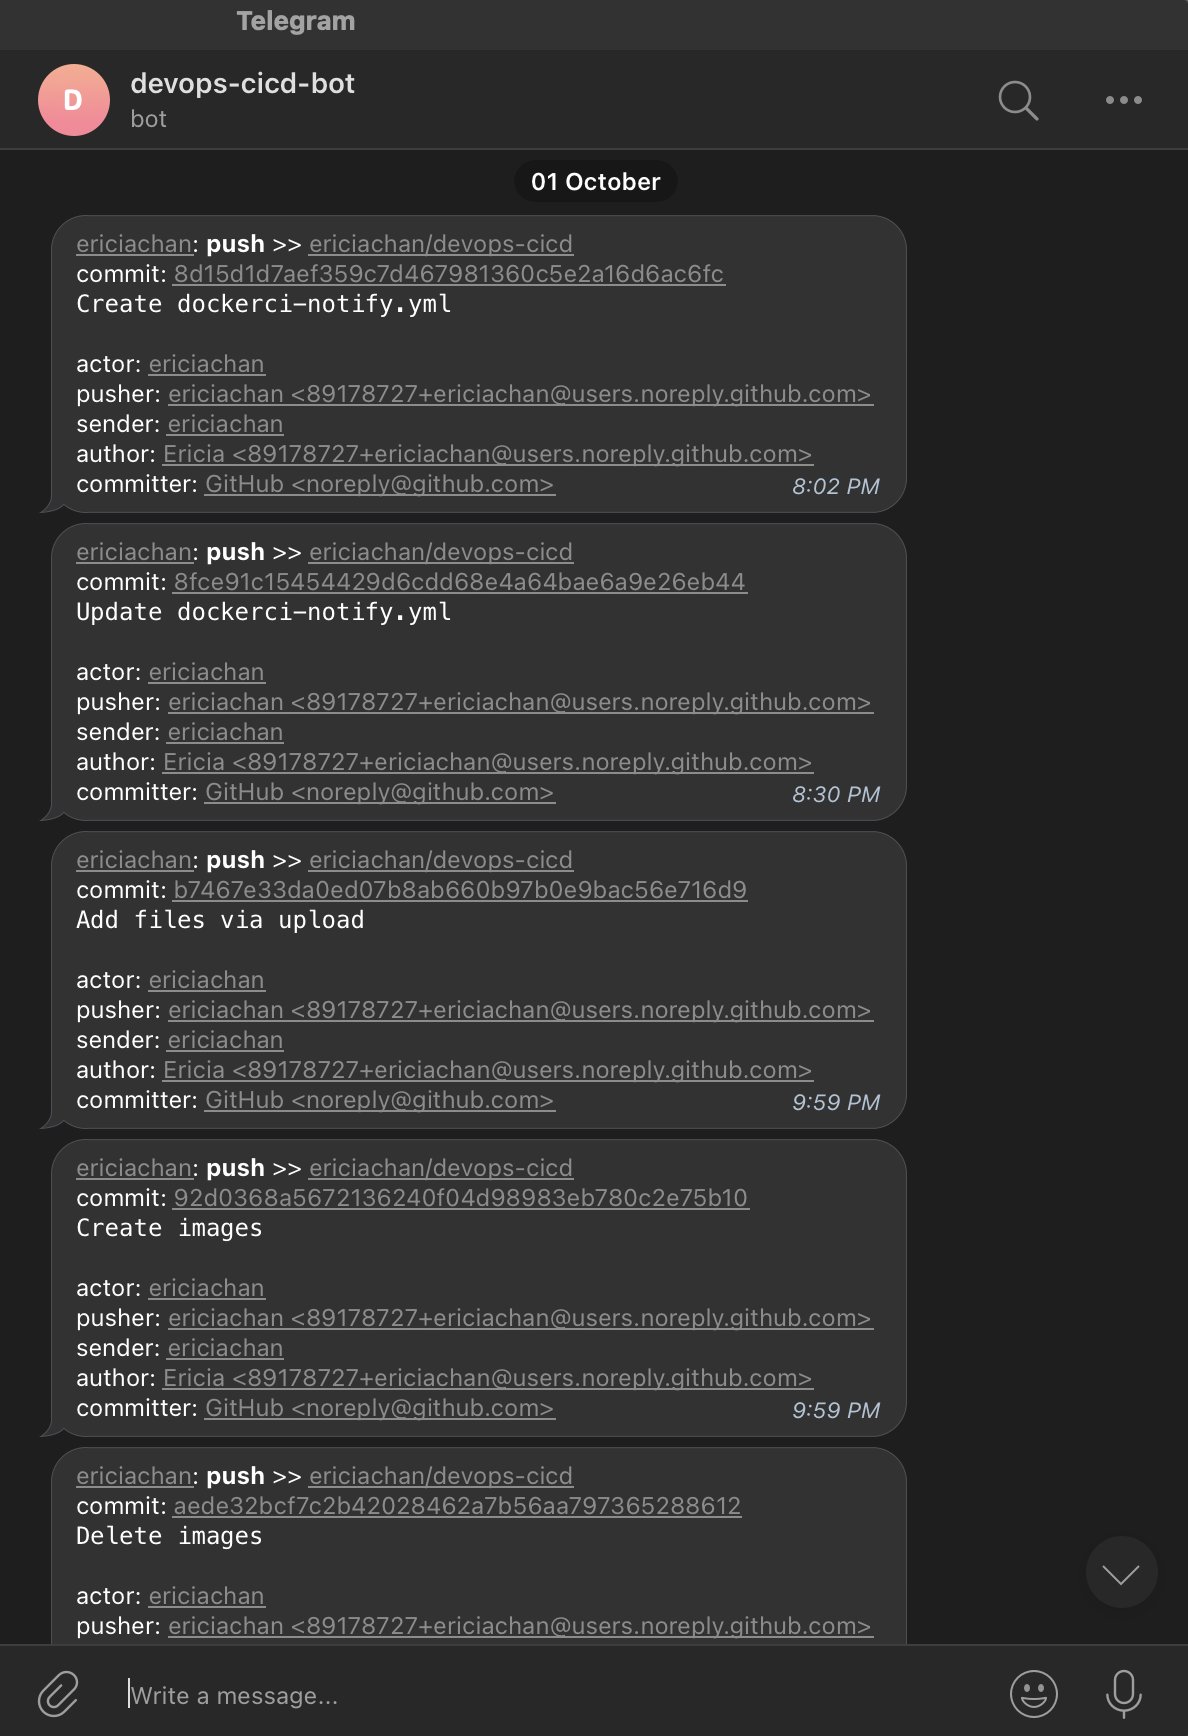 Telegram
D
devops-cicd-bot
bot
01 October
ericiachan: push >> ericiachan/devops-cicd
commit: 8d15d1d7aef359c7d467981360c5e2a16d6ac6fc
Create dockerci-notify.yml
actor: ericiachan
pusher: ericiachan <89178727+ericiachan@users.noreply.github.com>
sender: ericiachan
author: Ericia <89178727+ericiachan@users.noreply.github.com>
committer: GitHub <noreply@github.com>
8:02 PM
ericiachan: push >> ericiachan/devops-cicd
commit: 8fce91c15454429d6cdd68e4a64bae6a9e26eb44
Update dockerci-notify.yml
actor: ericiachan
pusher: ericiachan <89178727+ericiachan@users.noreply.github.com>
sender: ericiachan
author: Ericia <89178727+ericiachan@users.noreply.github.com>
committer: GitHub <noreply@github.com>
8:30 PM
ericiachan: push >> ericiachan/devops-cicd
commit: b7467e33da0ed07b8ab660b97b0e9bac56e716d9
Add files via upload
actor: ericiachan
pusher: ericiachan <89178727+ericiachan@users.noreply.github.com>
sender: ericiachan
author: Ericia <89178727+ericiachan@users.noreply.github.com>
committer: GitHub <noreply@github.com>
9:59 PM
ericiachan: push >> ericiachan/devops-cicd
commit: 92d0368a5672136240f04d98983eb780c2e75b10
Create images
actor: ericiachan
pusher: ericiachan <89178727+ericiachan@users.noreply.github.com>
sender: ericiachan
author: Ericia <89178727+ericiachan@users.noreply.github.com>
committer: GitHub <noreply@github.com>
9:59 PM
ericiachan: push >> ericiachan/devops-cicd
commit: aede32bcf7c2b42028462a7b56aa797365288612
Delete images
actor: ericiachan
pusher: ericiachan <89178727+ericiachan@users.noreply.github.com>
Write a message...